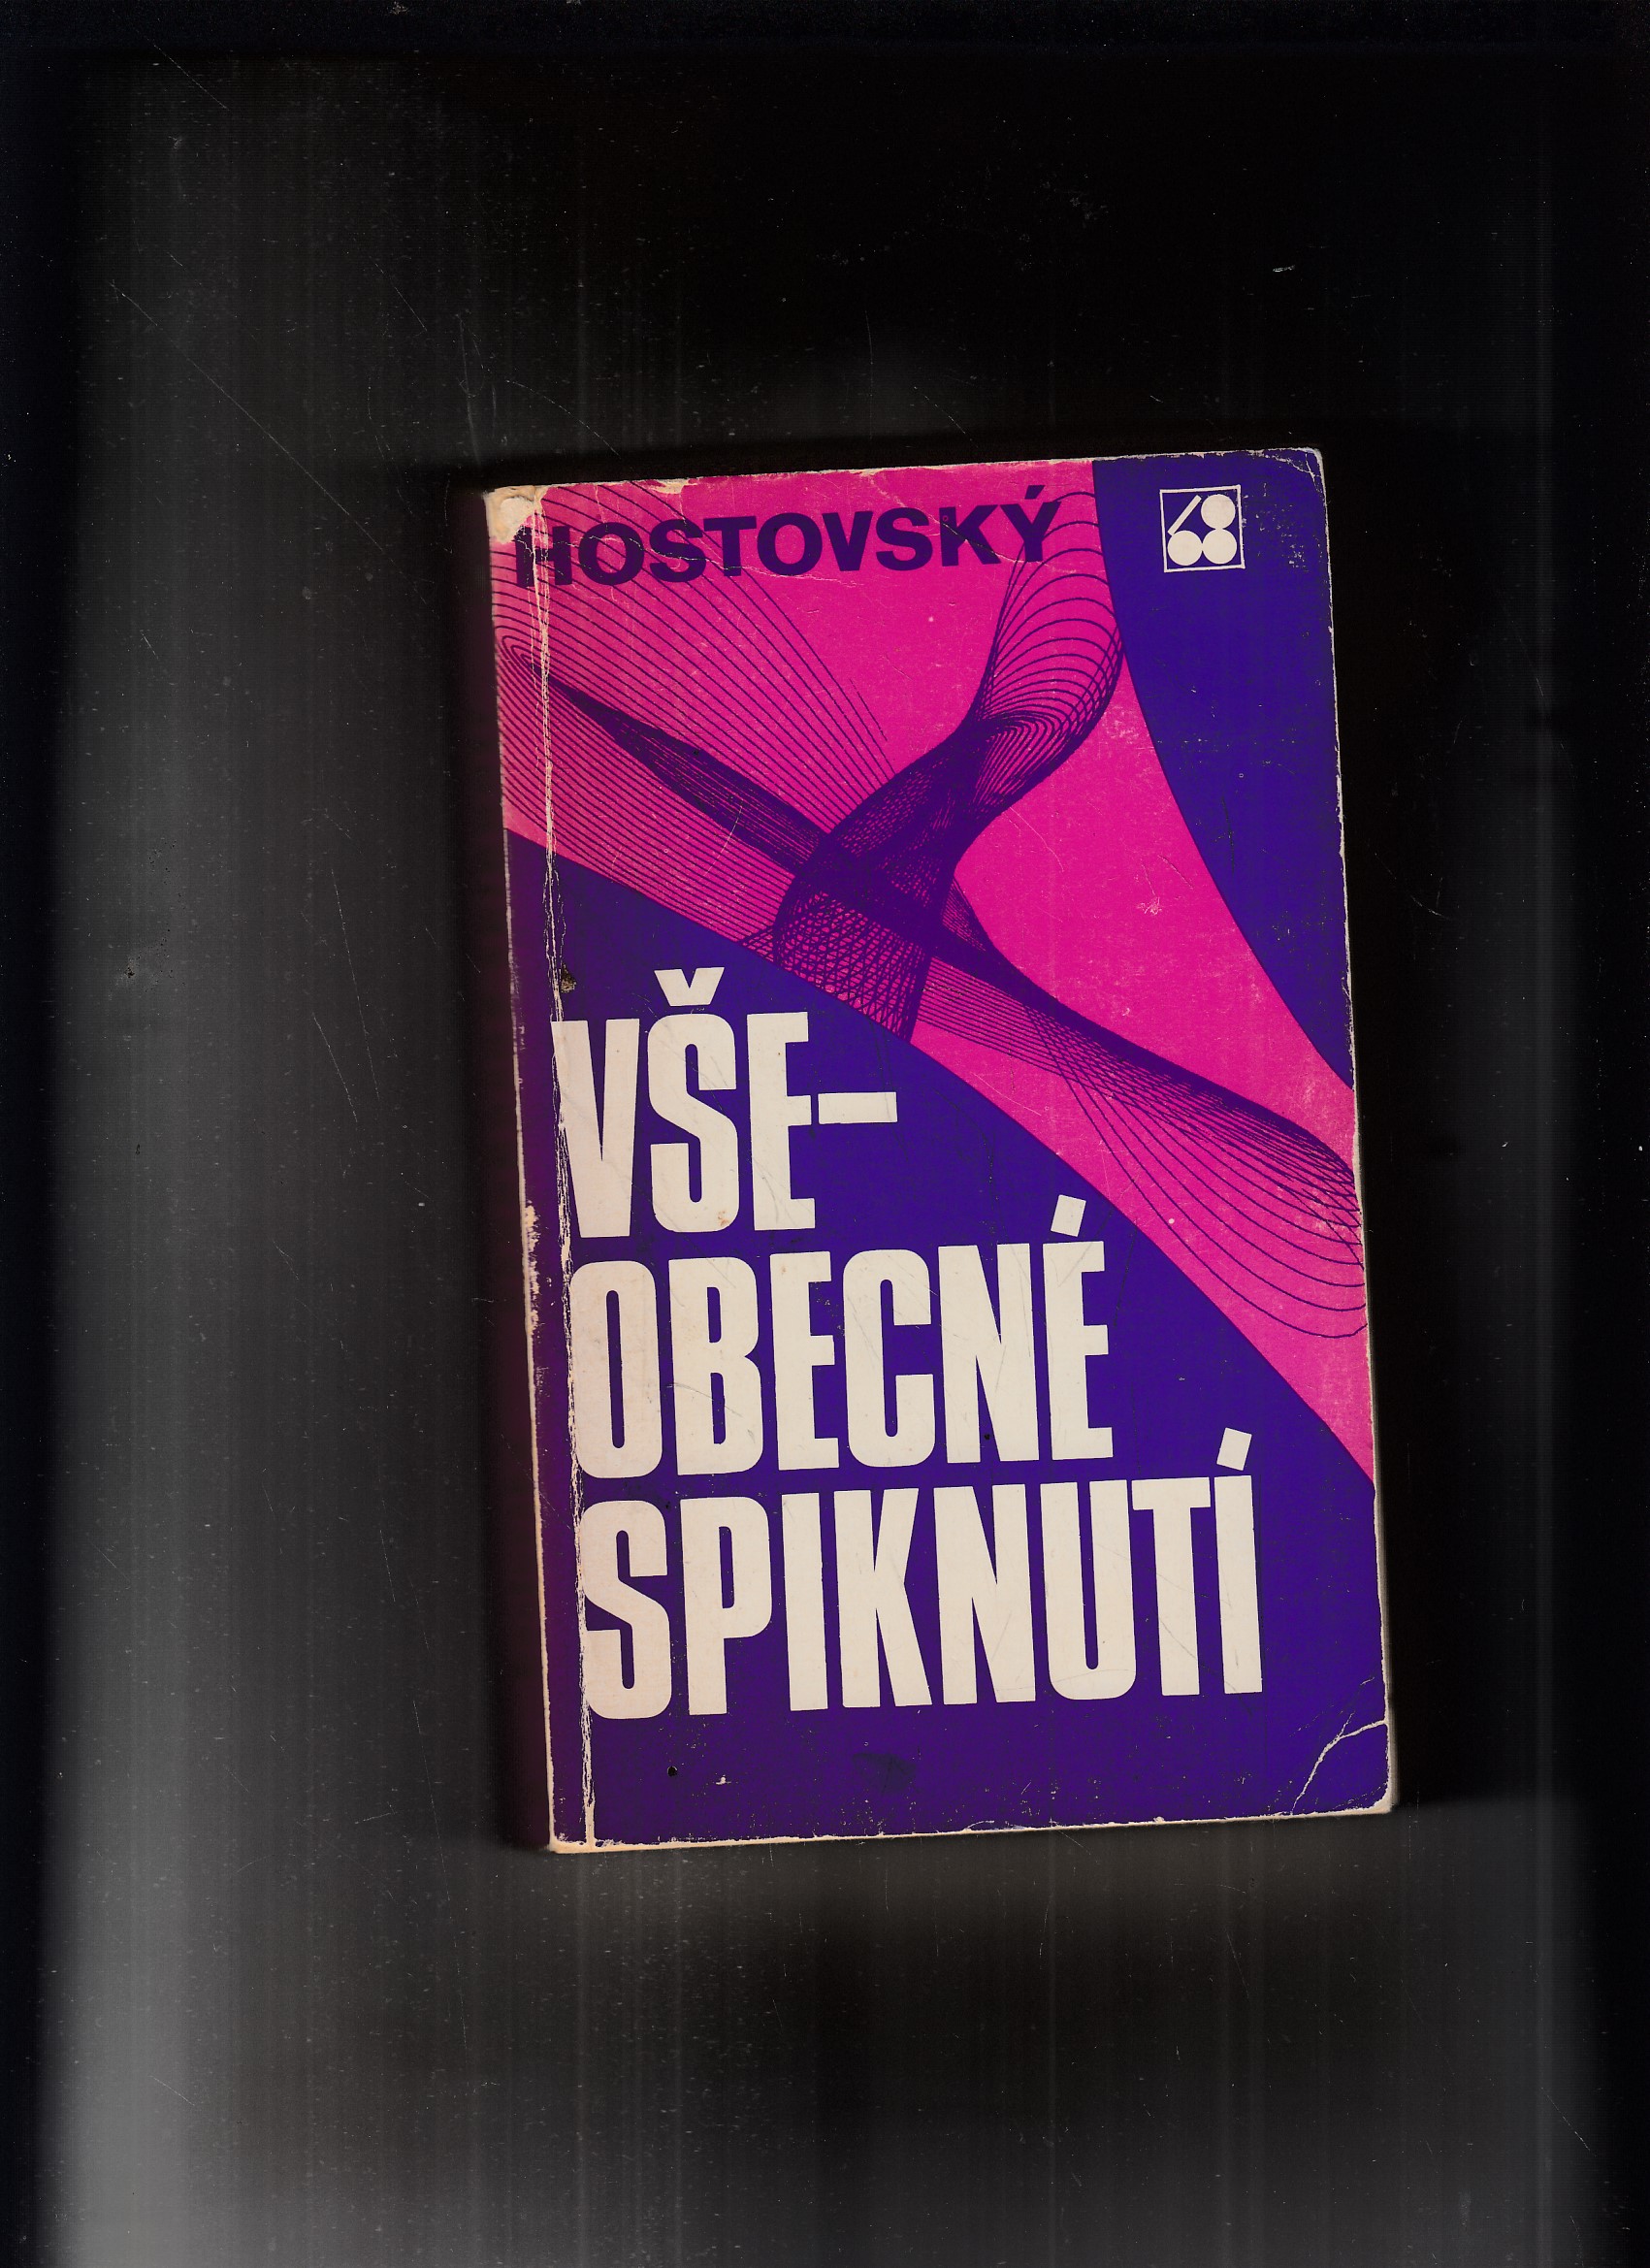 HOSTOVSKÝ
68
VŠE-
OBECNÉ
SPIKNUTÍ